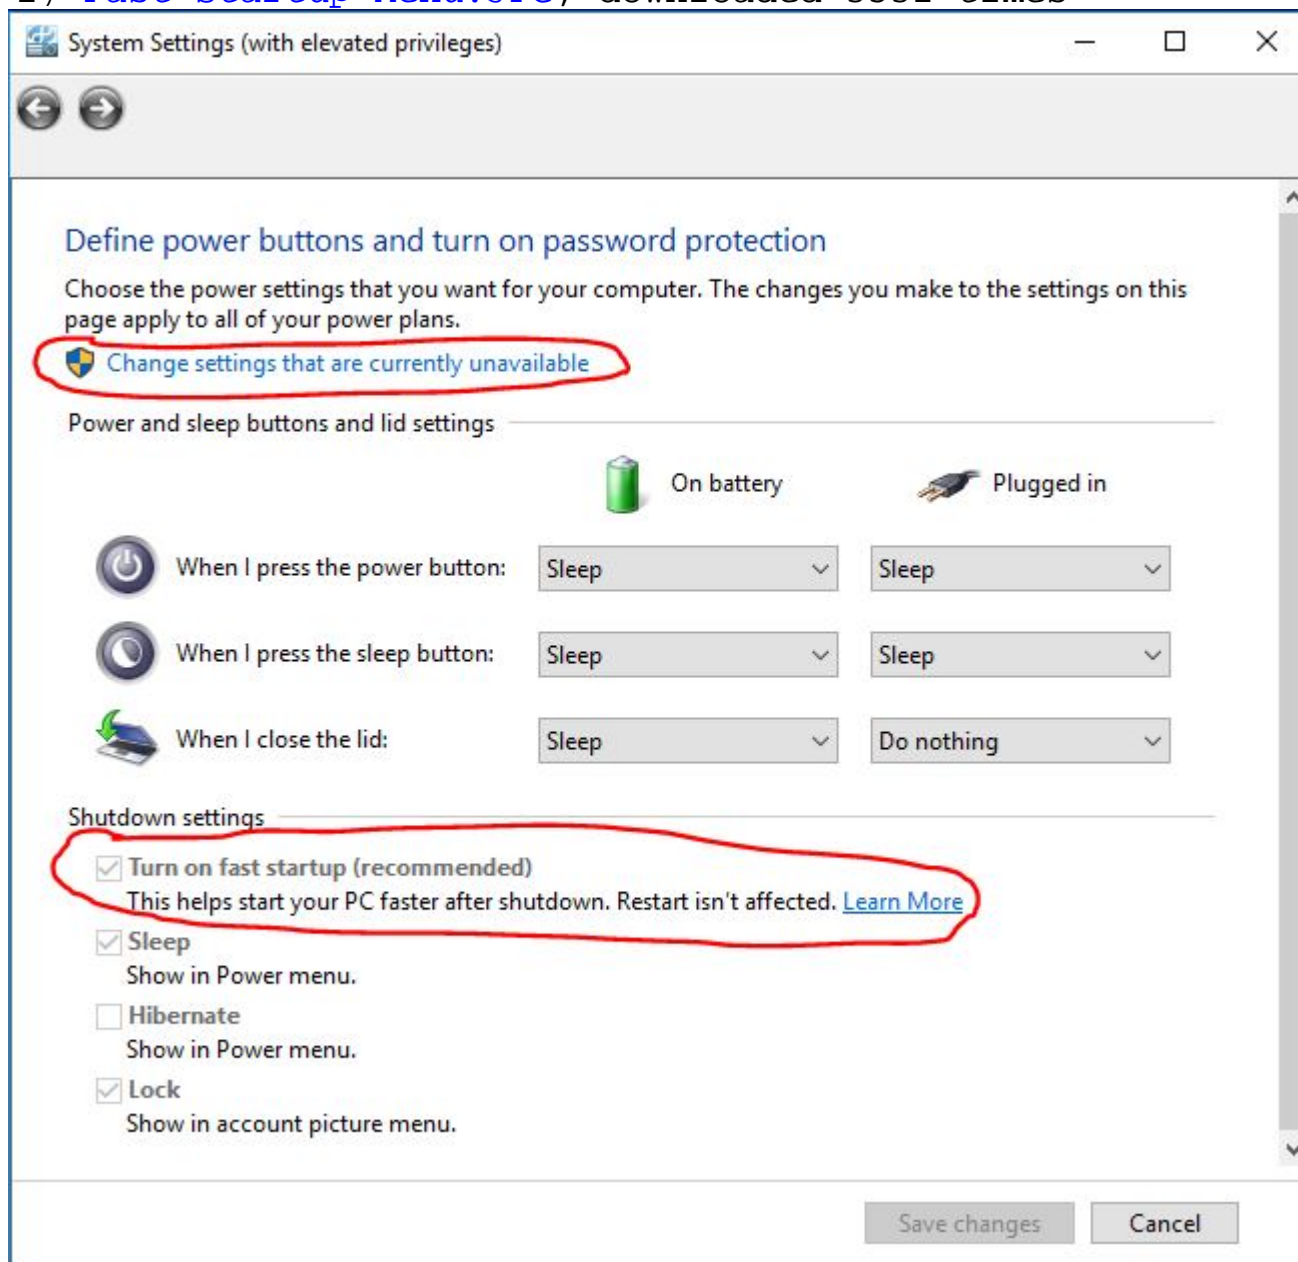 System Settings (with elevated privileges)
Define power buttons and turn on password protection
Choose the power settings that you want for your computer. The changes you make to the settings on this
page apply to all of your power plans.
Change settings that are currently unavailable
Power and sleep buttons and lid settings
On battery Plugged in
When I press the power button: Sleep Sleep
When I press the sleep button: Sleep Sleep
When I close the lid: Sleep Do nothing
Shutdown settings
Turn on fast startup (recommended)
This helps start your PC faster after shutdown. Restart isn't affected. Learn More
Sleep
Show in Power menu.
Hibernate
Show in Power menu.
Lock
Show in account picture menu.
Save changes Cancel